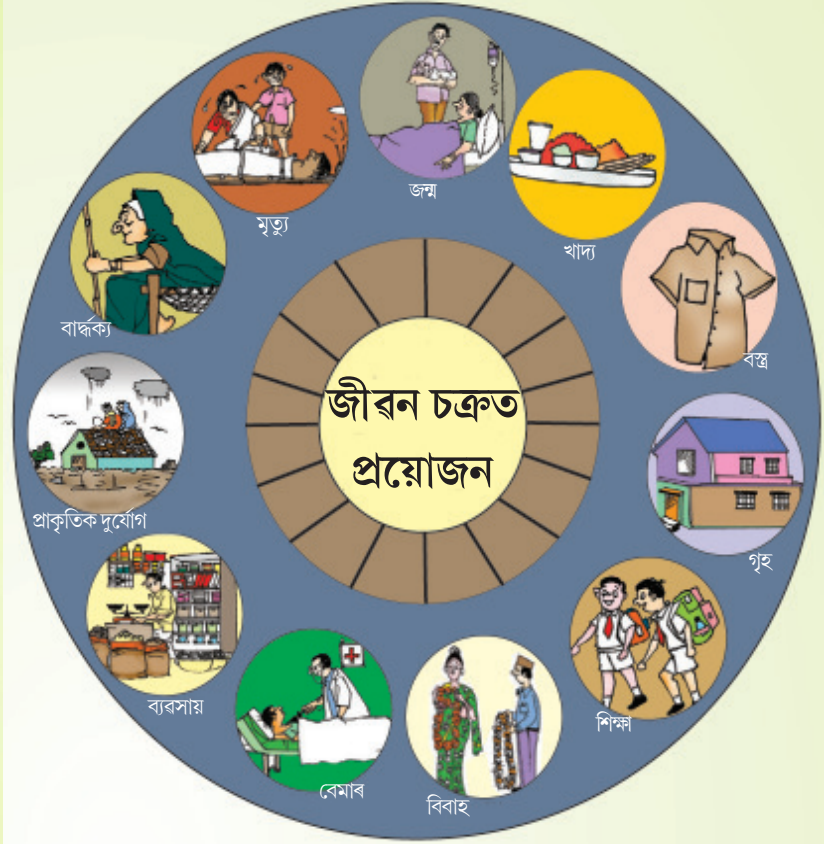 জীৱন চক্ৰত
প্ৰয়োজন
জন্ম
খাদ্য
বস্ত্ৰ
গৃহ
শিক্ষা
বিবাহ
বেমাৰ
ব্যৱসায়
প্ৰাকৃতিক দুৰ্যোগ
বাৰ্দ্ধক্য
মৃত্যু